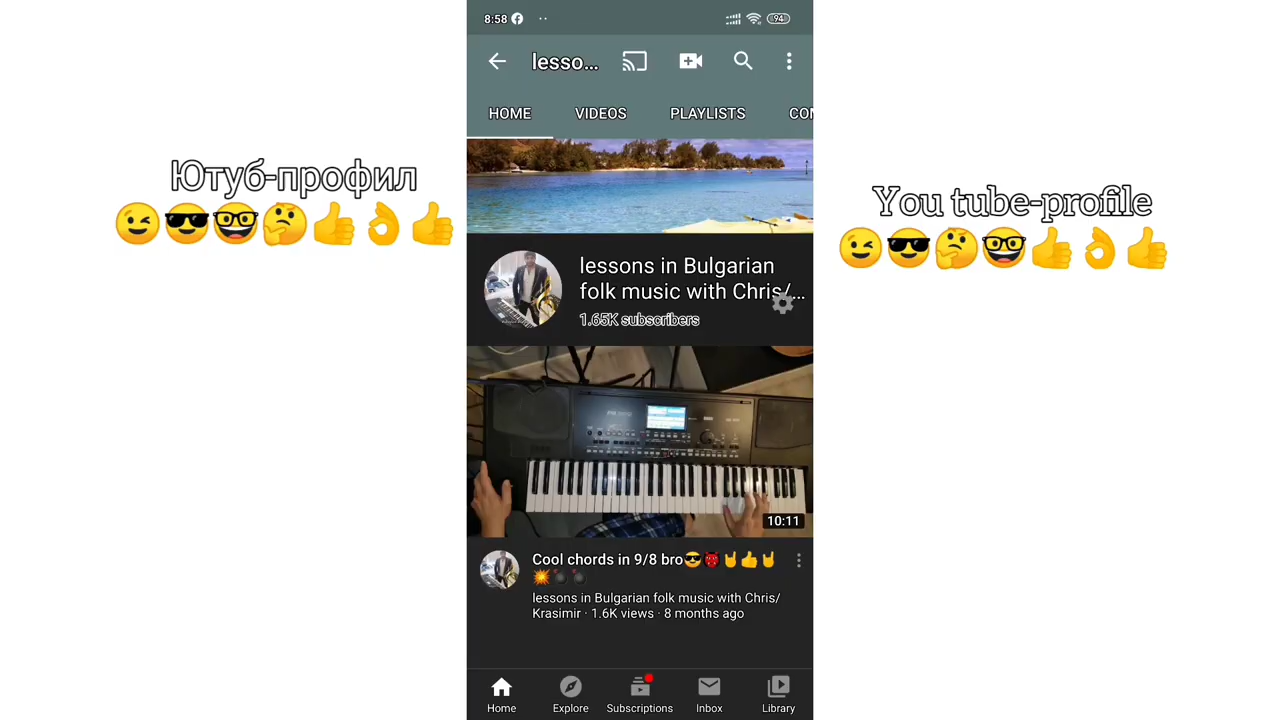 8:58
94
lesso...
HOME VIDEOS PLAYLISTS COM
Ютуб-профил
😉😎🤓🤔👍👌👍
You tube-profile
😉😎🤔🤓👍👌👍
lessons in Bulgarian
folk music with Chris/...
1.65K subscribers
10:11
Cool chords in 9/8 bro😎👹🤘👍🤘
💥💣💣
lessons in Bulgarian folk music with Chris/
Krasimir · 1.6K views · 8 months ago
Home Explore Subscriptions Inbox Library